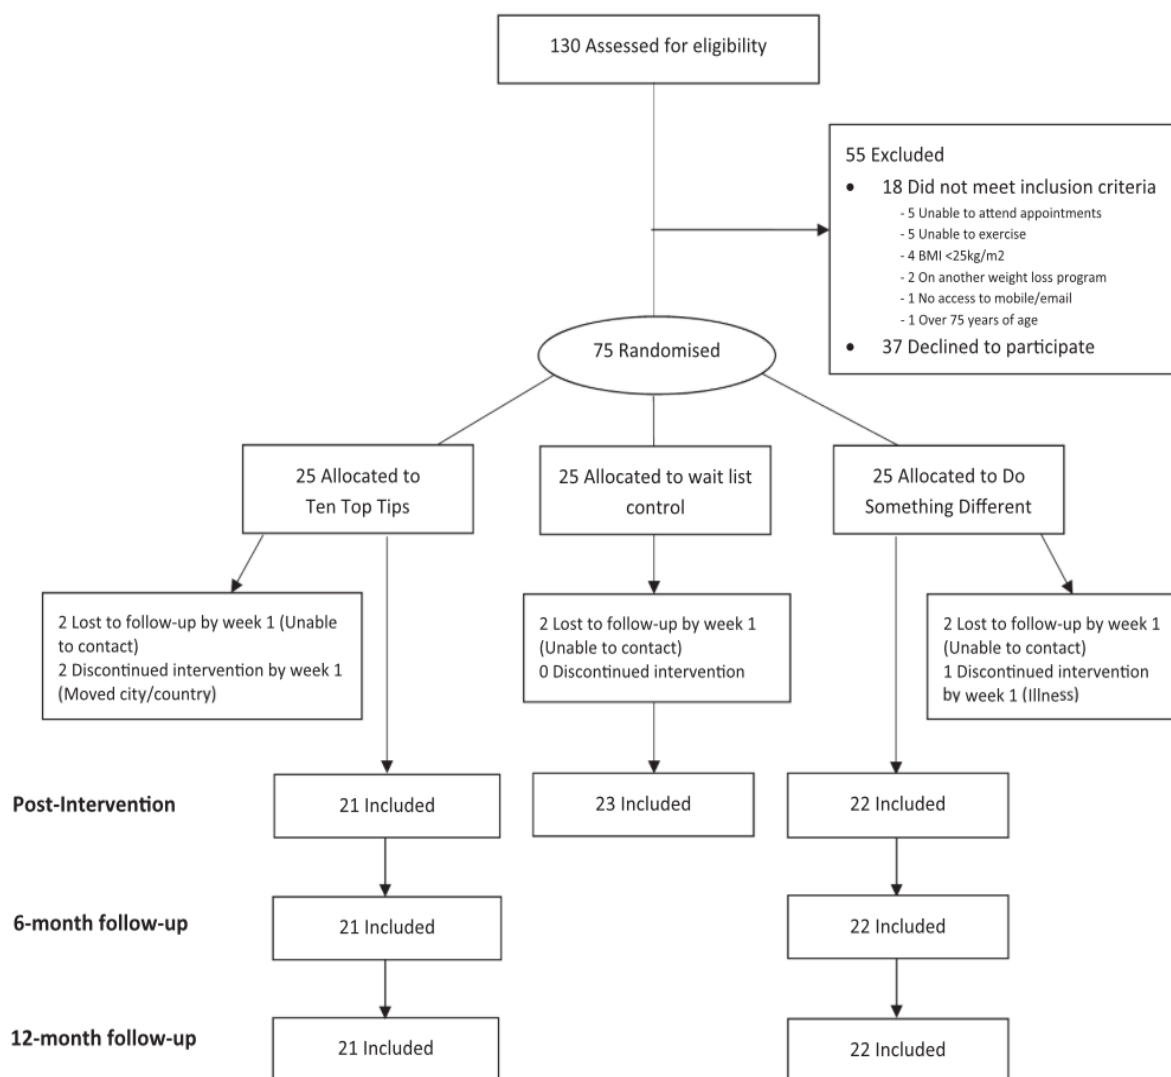 130 Assessed for eligibility
55 Excluded
• 18 Did not meet inclusion criteria
- 5 Unable to attend appointments
- 5 Unable to exercise
- 4 BMI <25kg/m2
- 2 On another weight loss program
- 1 No access to mobile/email
- 1 Over 75 years of age
• 37 Declined to participate
75 Randomised
25 Allocated to
Ten Top Tips
25 Allocated to wait list
control
25 Allocated to Do
Something Different
2 Lost to follow-up by week 1 (Unable
to contact)
2 Discontinued intervention by week 1
(Moved city/country)
2 Lost to follow-up by week 1
(Unable to contact)
0 Discontinued intervention
2 Lost to follow-up by week 1
(Unable to contact)
1 Discontinued intervention
by week 1 (Illness)
Post-Intervention
21 Included
23 Included
22 Included
6-month follow-up
21 Included
22 Included
12-month follow-up
21 Included
22 Included